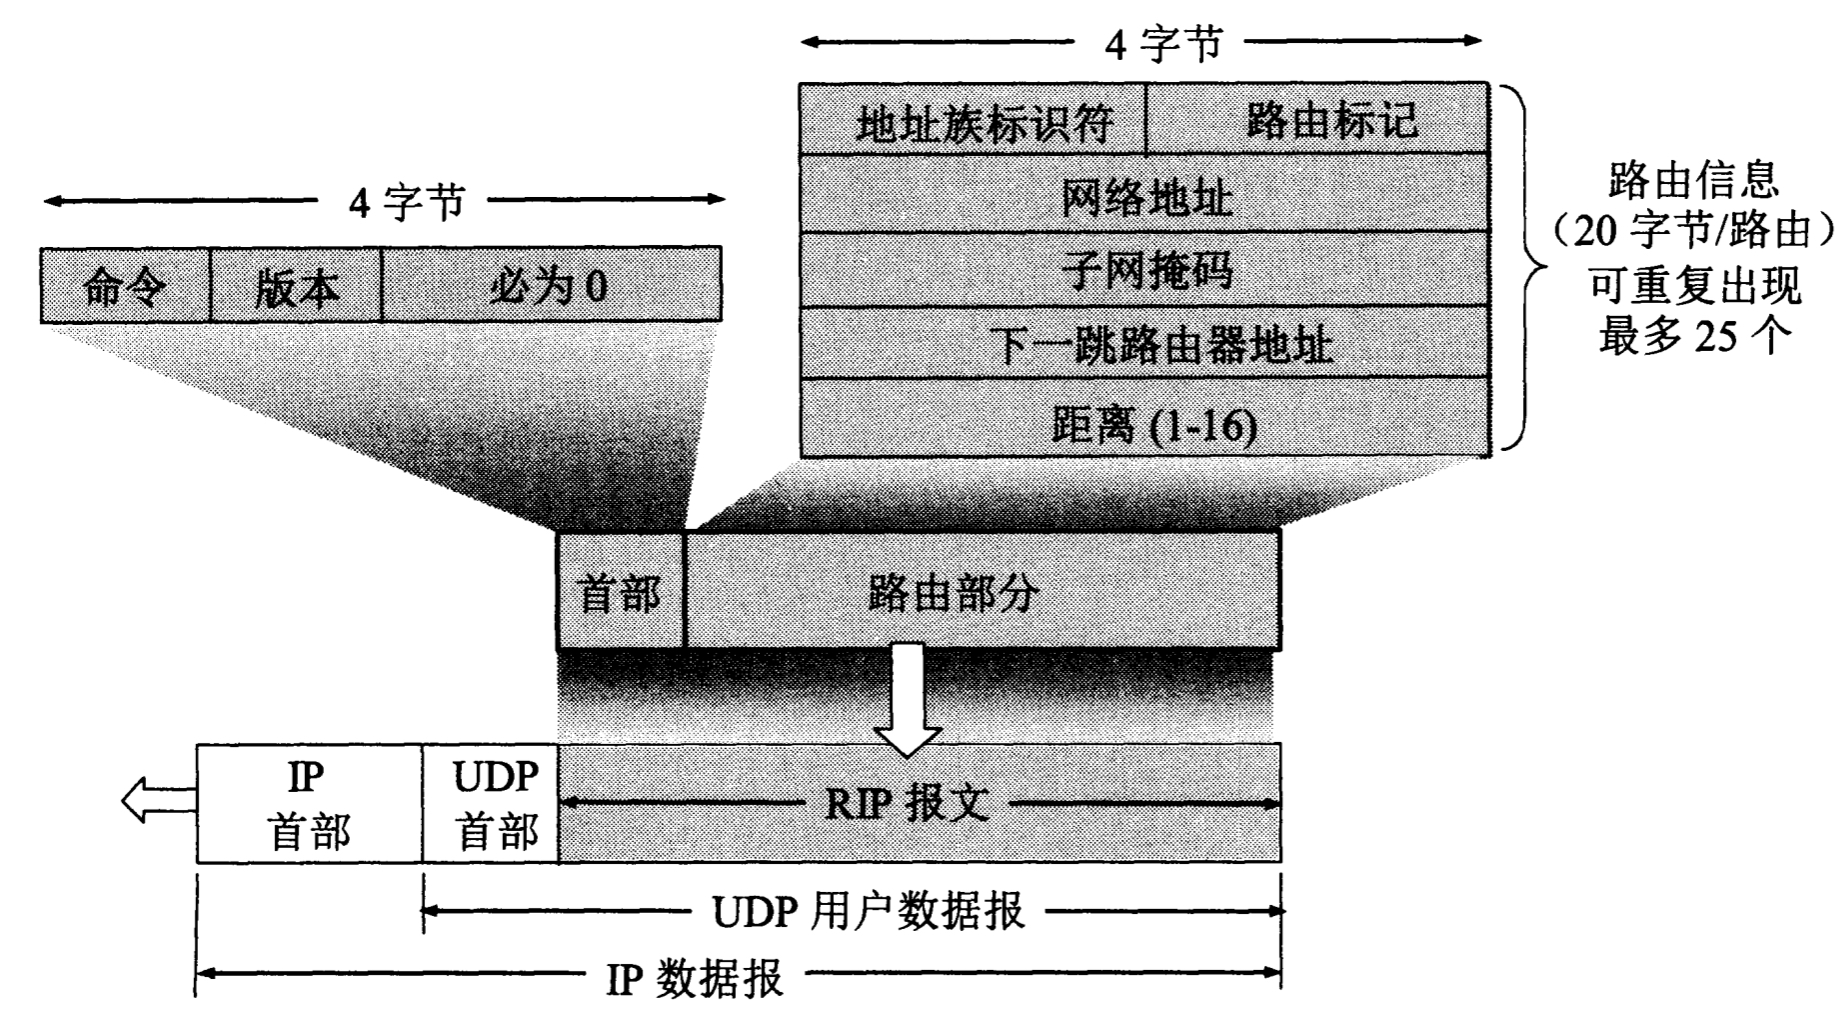 4 字节
地址族标识符 路由标记
网络地址
子网掩码
下一跳路由器地址
距离 (1-16)
路由信息
（20 字节/路由）
可重复出现
最多 25 个
4 字节
命令 版本 必为 0
首部 路由部分
IP
首部
UDP
首部
RIP 报文
UDP 用户数据报
IP 数据报